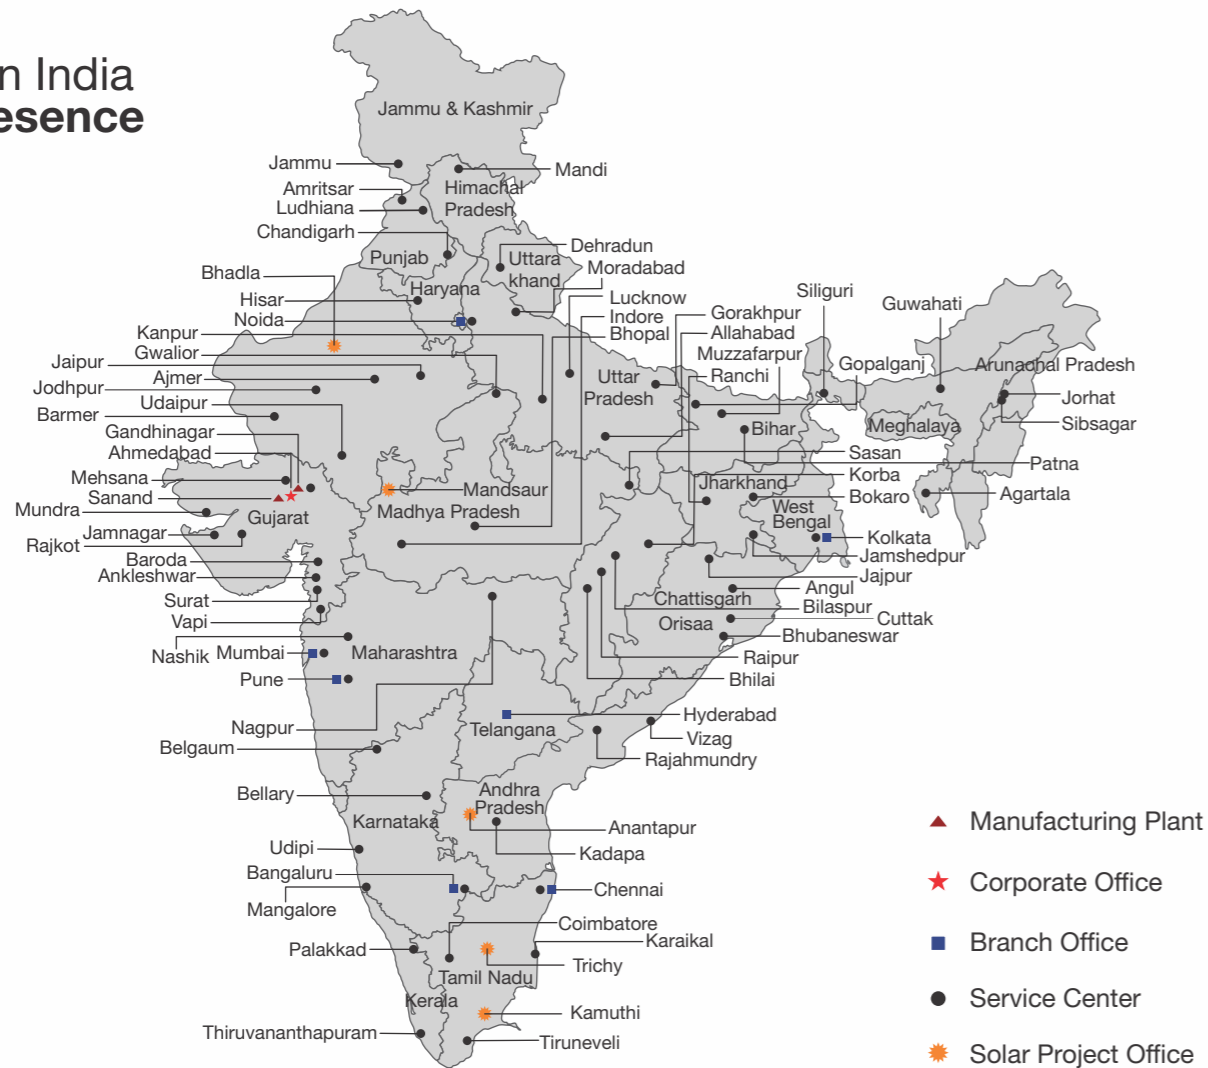 n India
esence
Jammu & Kashmir
Jammu
Mandi
Amritsar
Himachal
Pradesh
Ludhiana
Chandigarh
Dehradun
Punjab
Uttara
khand
Moradabad
Bhadla
Haryana
Hisar
Lucknow
Siliguri
Guwahati
Noida
Indore
Gorakhpur
Kanpur
Bhopal
Allahabad
Gwalior
Muzzafarpur
Jaipur
Gopalganj
Arunachal Pradesh
Ajmer
Uttar
Pradesh
Ranchi
Jodhpur
Jorhat
Udaipur
Barmer
Sibsagar
Gandhinagar
Bihar
Meghalaya
Ahmedabad
Sasan
Patna
Mehsana
Korba
Sanand
Mandsaur
Jharkhand
Bokaro
Agartala
Mundra
Gujarat
Madhya Pradesh
West
Bengal
Jamnagar
Kolkata
Rajkot
Jamshedpur
Baroda
Jajpur
Ankleshwar
Angul
Surat
Chattisgarh
Bilaspur
Vapi
Orisaa
Cuttak
Bhubaneswar
Nashik
Mumbai
Maharashtra
Raipur
Pune
Bhilai
Hyderabad
Nagpur
Telangana
Vizag
Belgaum
Rajahmundry
Bellary
Andhra
Pradesh
Karnataka
Anantapur
Udipi
Kadapa
Bangaluru
Chennai
Mangalore
Coimbatore
Karaikal
Palakkad
Trichy
Tamil Nadu
Kerala
Kamuthi
Thiruvananthapuram
Tiruneveli
Manufacturing Plant
Corporate Office
Branch Office
Service Center
Solar Project Office